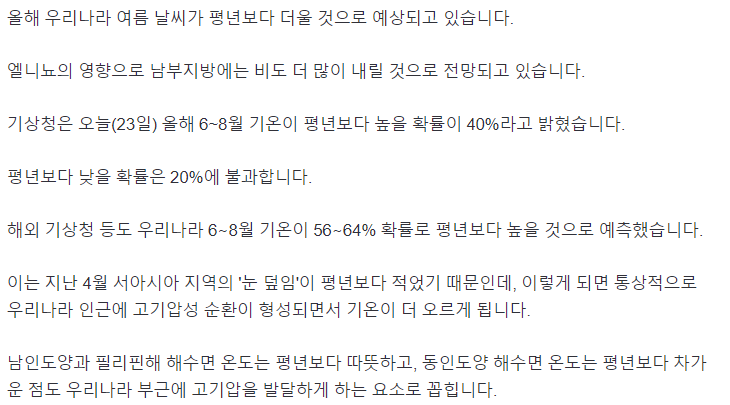 올해 우리나라 여름 날씨가 평년보다 더울 것으로 예상되고 있습니다.
엘니뇨의 영향으로 남부지방에는 비도 더 많이 내릴 것으로 전망되고 있습니다.
기상청은 오늘(23일) 올해 6~8월 기온이 평년보다 높을 확률이 40%라고 밝혔습니다.
평년보다 낮을 확률은 20%에 불과합니다.
해외 기상청 등도 우리나라 6~8월 기온이 56~64% 확률로 평년보다 높을 것으로 예측했습니다.
이는 지난 4월 서아시아 지역의 '눈 덮임'이 평년보다 적었기 때문인데, 이렇게 되면 통상적으로
우리나라 인근에 고기압성 순환이 형성되면서 기온이 더 오르게 됩니다.
남인도양과 필리핀해 해수면 온도는 평년보다 따뜻하고, 동인도양 해수면 온도는 평년보다 차가
운 점도 우리나라 부근에 고기압을 발달하게 하는 요소로 꼽힙니다.